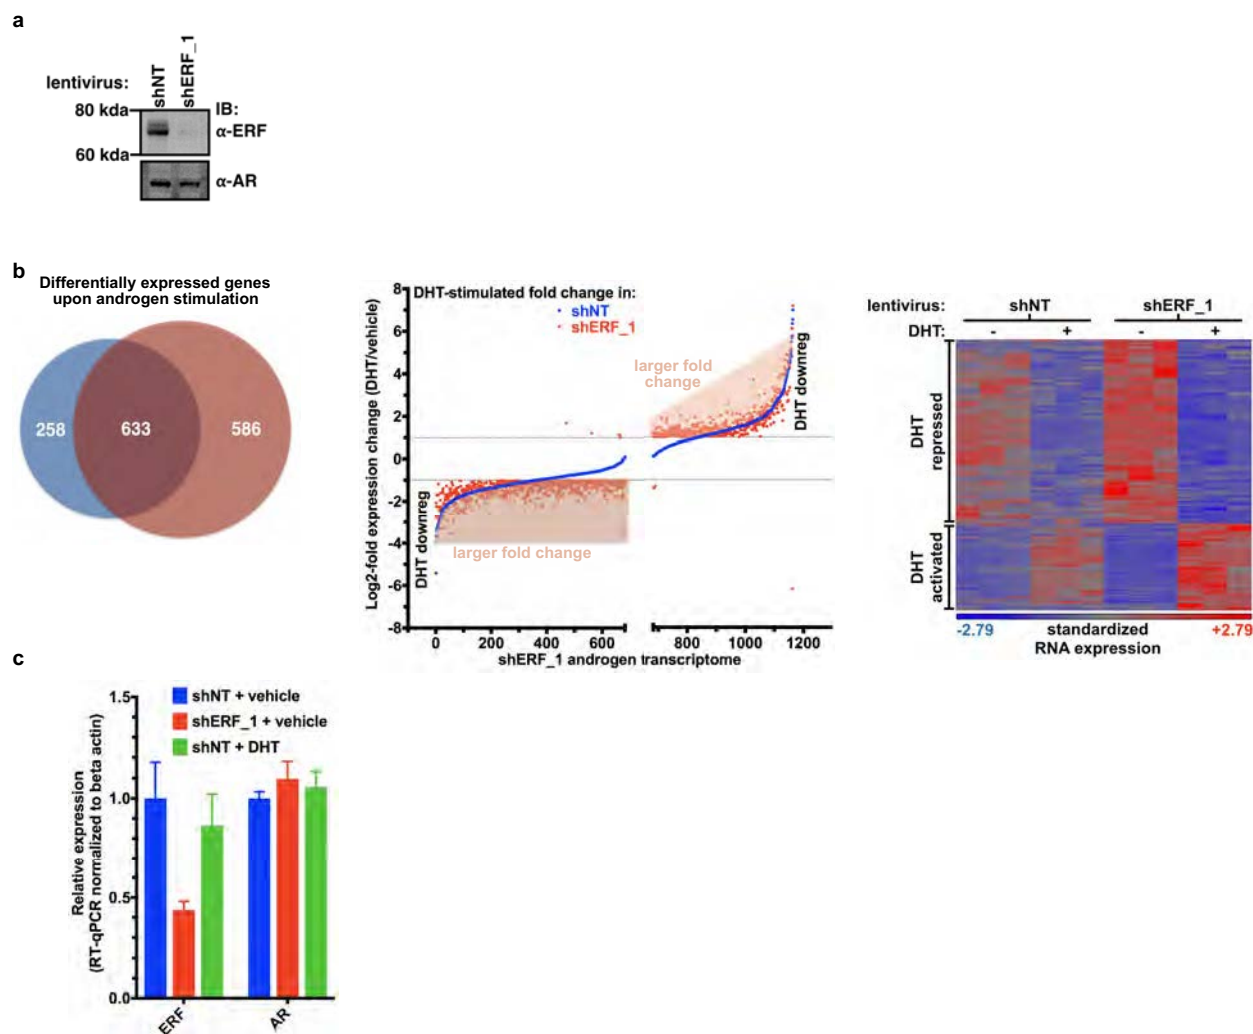 a
lentivirus:
shNT
shERF_1
80 kda
IB:
α-ERF
60 kda
α-AR
b
Differentially expressed genes
upon androgen stimulation
258
633
586
Log2-fold expression change (DHT/vehicle)
8
6
4
2
0
-2
-4
-6
-8
DHT-stimulated fold change in:
shNT
shERF_1
larger fold
change
DHT downreg
DHT downreg
larger fold change
0
200
400
600
800
1000
1200
shERF_1 androgen transcriptome
lentivirus:
shNT
shERF_1
DHT:
-
+
-
+
DHT
repressed
DHT
activated
-2.79
standardized
RNA expression
+2.79
c
Relative expression
(RT-qPCR normalized to beta actin)
1.5
1.0
0.5
0.0
shNT + vehicle
shERF_1 + vehicle
shNT + DHT
ERF
AR